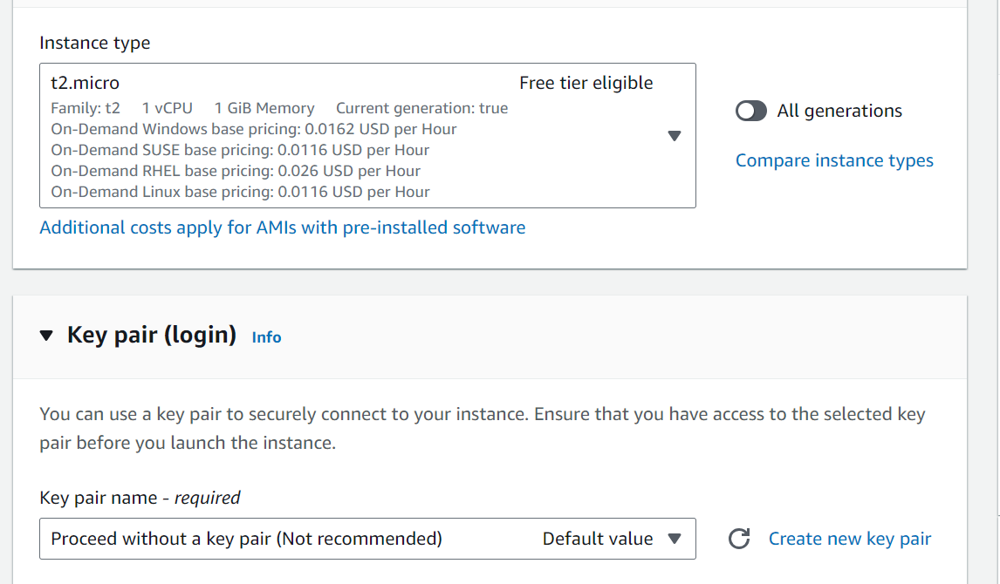 Instance type
t2.micro Free tier eligible
Family: t2 1 vCPU 1 GiB Memory Current generation: true
On-Demand Windows base pricing: 0.0162 USD per Hour
On-Demand SUSE base pricing: 0.0116 USD per Hour
On-Demand RHEL base pricing: 0.026 USD per Hour
On-Demand Linux base pricing: 0.0116 USD per Hour
All generations
Compare instance types
Additional costs apply for AMIs with pre-installed software
Key pair (login) Info
You can use a key pair to securely connect to your instance. Ensure that you have access to the selected key
pair before you launch the instance.
Key pair name - required
Proceed without a key pair (Not recommended) Default value
Create new key pair